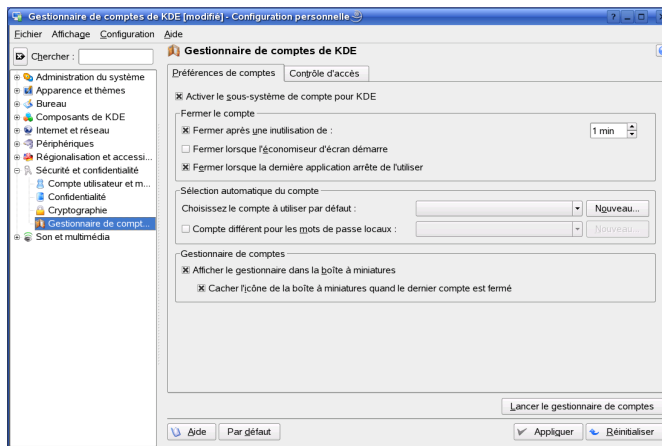 Gestionnaire de comptes de KDE [modifié] - Configuration personnelle
Fichier Affichage Configuration Aide
Chercher :
Administration du système
Apparence et thèmes
Bureau
Composants de KDE
Internet et réseau
Périphériques
Régionalisation et accessi...
Sécurité et confidentialité
Compte utilisateur et m...
Confidentialité
Cryptographie
Gestionnaire de compt...
Son et multimédia
Gestionnaire de comptes de KDE
Préférences de comptes Contrôle d'accès
Activer le sous-système de compte pour KDE
Fermer le compte
Fermer après une inutilisation de : 1 min
Fermer lorsque l'économiseur d'écran démarre
Fermer lorsque la dernière application arrête de l'utiliser
Sélection automatique du compte
Choisissez le compte à utiliser par défaut : Nouveau...
Compte différent pour les mots de passe locaux : Nouveau...
Gestionnaire de comptes
Afficher le gestionnaire dans la boîte à miniatures
Cacher l'icône de la boîte à miniatures quand le dernier compte est fermé
Lancer le gestionnaire de comptes
Aide Par défaut Appliquer Réinitialiser